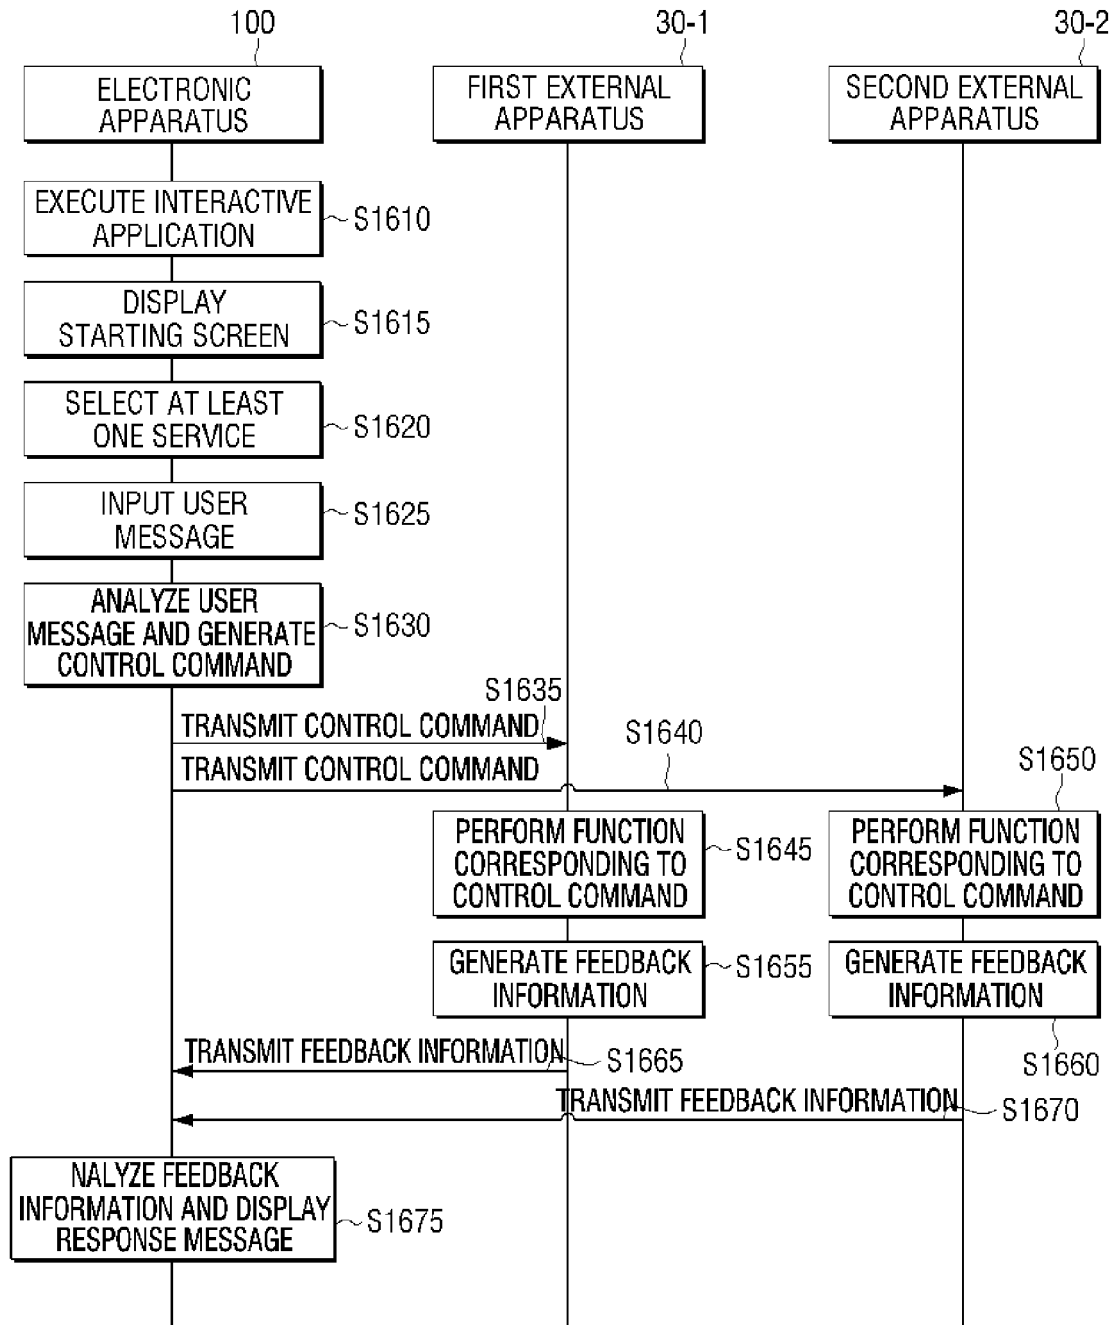 100
30-1
30-2
ELECTRONIC
APPARATUS
FIRST EXTERNAL
APPARATUS
SECOND EXTERNAL
APPARATUS
EXECUTE INTERACTIVE
APPLICATION
S1610
DISPLAY
STARTING SCREEN
S1615
SELECT AT LEAST
ONE SERVICE
S1620
INPUT USER
MESSAGE
S1625
ANALYZE USER
MESSAGE AND GENERATE
CONTROL COMMAND
S1630
S1635
TRANSMIT CONTROL COMMAND
S1640
TRANSMIT CONTROL COMMAND
S1650
PERFORM FUNCTION
CORRESPONDING TO
CONTROL COMMAND
S1645
PERFORM FUNCTION
CORRESPONDING TO
CONTROL COMMAND
GENERATE FEEDBACK
INFORMATION
S1655
GENERATE FEEDBACK
INFORMATION
S1660
TRANSMIT FEEDBACK INFORMATION
S1665
TRANSMIT FEEDBACK INFORMATION
S1670
NALYZE FEEDBACK
INFORMATION AND DISPLAY
RESPONSE MESSAGE
S1675